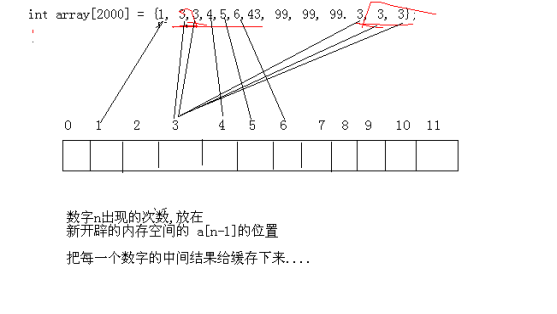 int array[2000] = {1, 3,3,4,5,6,43, 99, 99, 99. 3, 3, 3};
0 1 2 3 4 5 6 7 8 9 10 11
数字n出现的次数,放在
新开辟的内存空间的 a[n-1]的位置
把每一个数字的中间结果给缓存下来....